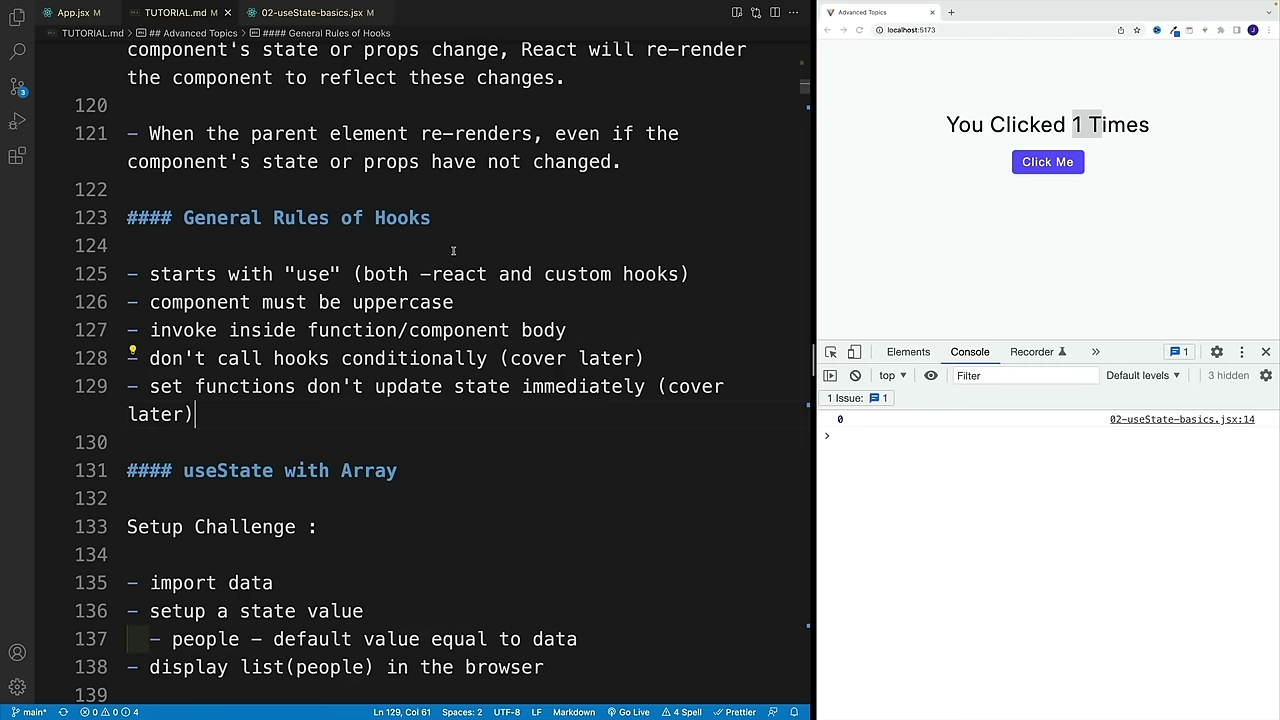 App.jsx M
TUTORIAL.md M
02-useState-basics.jsx M
TUTORIAL.md
#### General Rules of Hooks
component's state or props change, React will re-render
the component to reflect these changes.
120
121 - When the parent element re-renders, even if the
component's state or props have not changed.
122
123 #### General Rules of Hooks
124
125 - starts with "use" (both -react and custom hooks)
126 - component must be uppercase
127 - invoke inside function/component body
128 - don't call hooks conditionally (cover later)
129 - set functions don't update state immediately (cover
later)
130
131 #### useState with Array
132
133 Setup Challenge :
134
135 - import data
136 - setup a state value
137 - people - default value equal to data
138 - display list(people) in the browser
139
3
main* 0 0 4 Ln 129, Col 61 Spaces: 2 UTF-8 LF Markdown Go Live 4 Spell Prettier
Advanced Topics
localhost:5173
J
You Clicked 1 Times
Click Me
Elements Console Recorder » 1
top Filter Default levels 3 hidden
1 Issue: 1
0 02-useState-basics.jsx:14